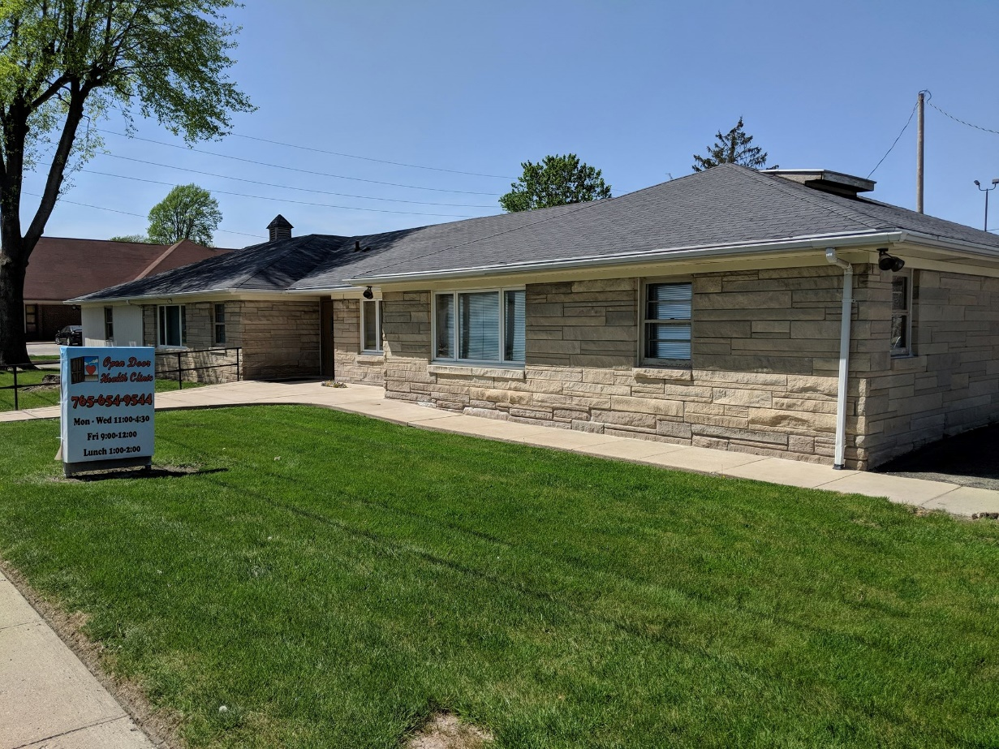 Open Door
Health Clinic
765-654-9544
Mon - Wed 11:00-4:30
Fri 9:00-12:00
Lunch 1:00-2:00